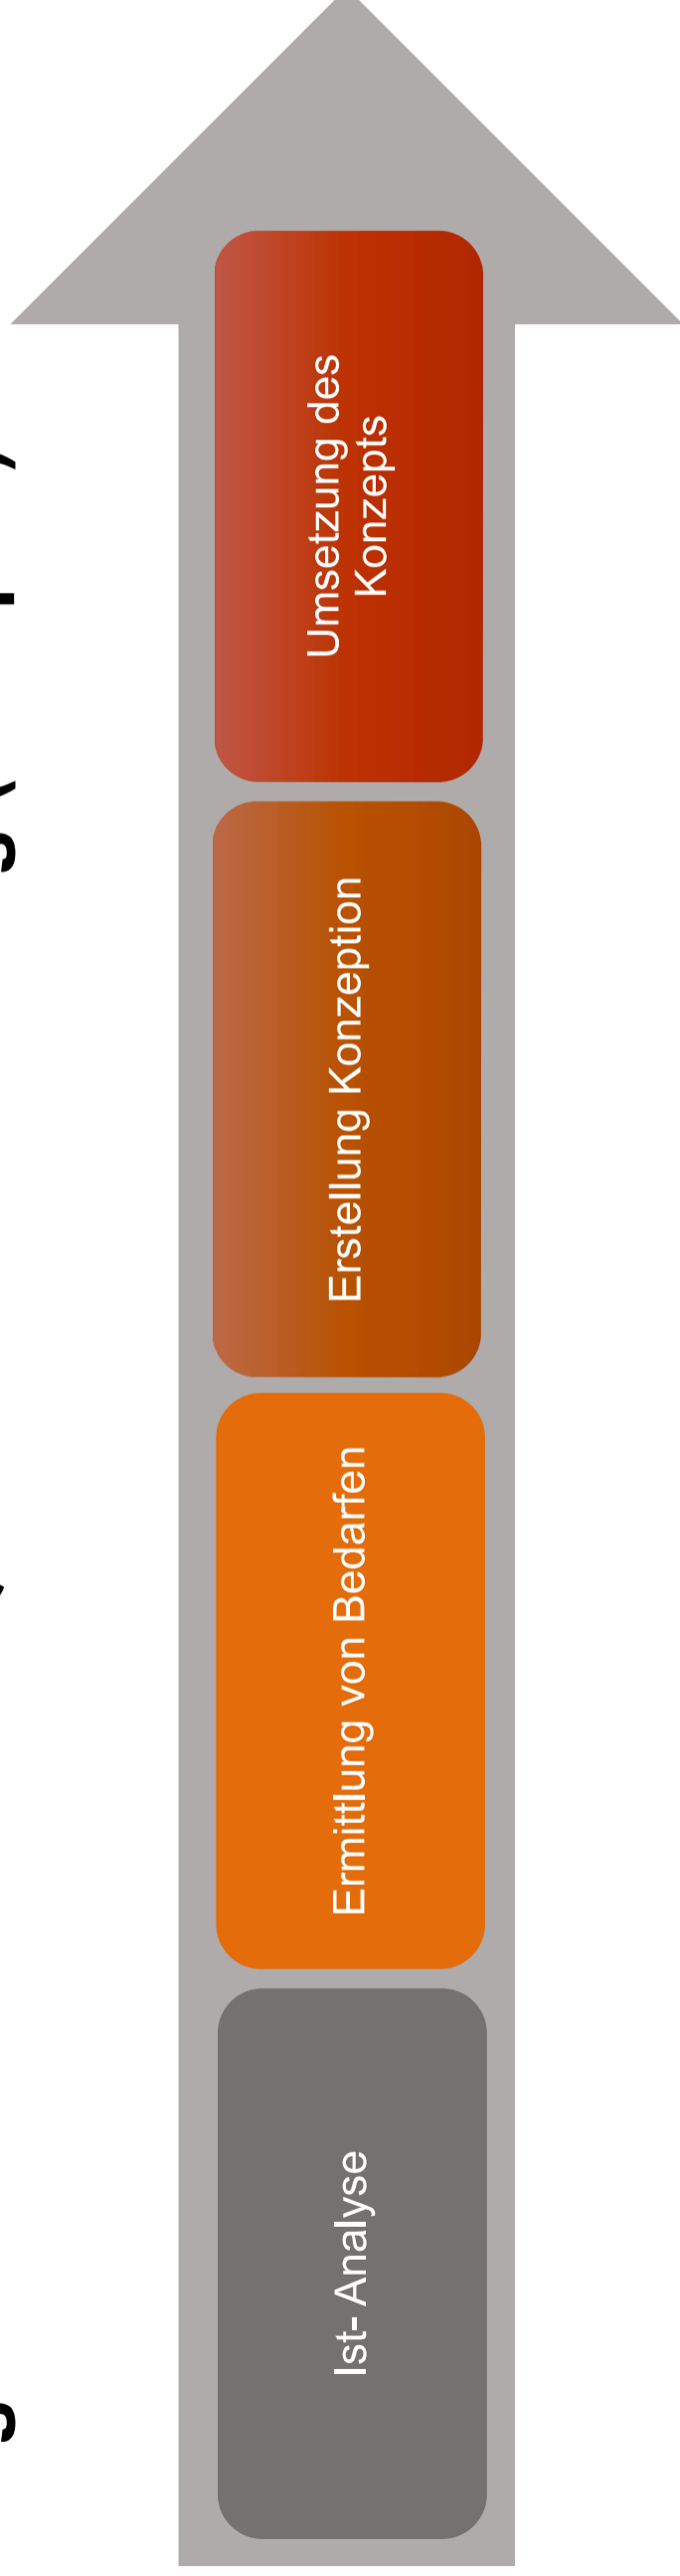 Ist- Analyse
Ermittlung von Bedarfen
Erstellung Konzeption
Umsetzung des
Konzepts